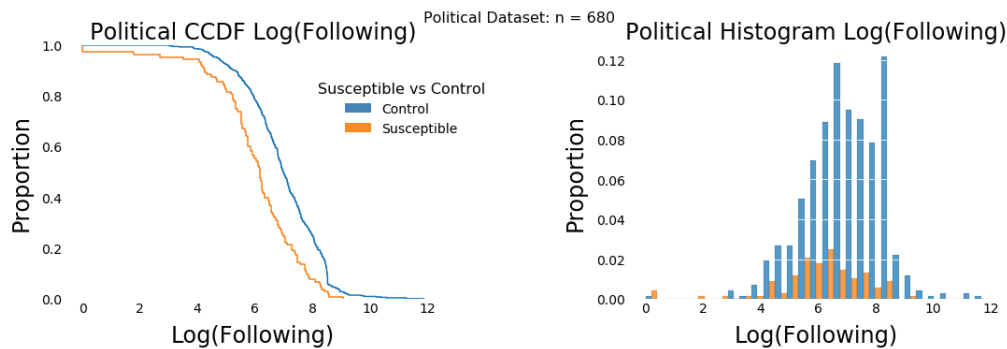 Political Dataset: n = 680
Political CCDF Log(Following)
1.0
0.8
0.6
0.4
0.2
0.0
Proportion
0 2 4 6 8 10 12
Log(Following)
Susceptible vs Control
Control
Susceptible
Political Histogram Log(Following)
0.12
0.10
0.08
0.06
0.04
0.02
0.00
Proportion
0 2 4 6 8 10 12
Log(Following)